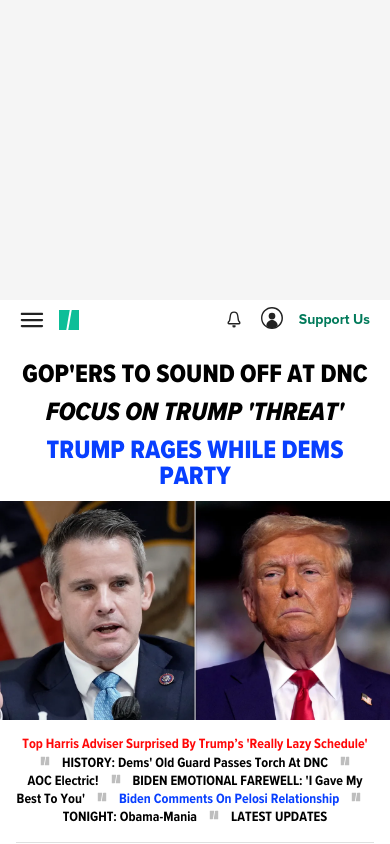 Support Us
GOP'ERS TO SOUND OFF AT DNC
FOCUS ON TRUMP 'THREAT'
TRUMP RAGES WHILE DEMS
PARTY
Top Harris Adviser Surprised By Trump's 'Really Lazy Schedule'
HISTORY: Dems' Old Guard Passes Torch At DNC
AOC Electric! BIDEN EMOTIONAL FAREWELL: 'I Gave My
Best To You' Biden Comments On Pelosi Relationship
TONIGHT: Obama-Mania LATEST UPDATES